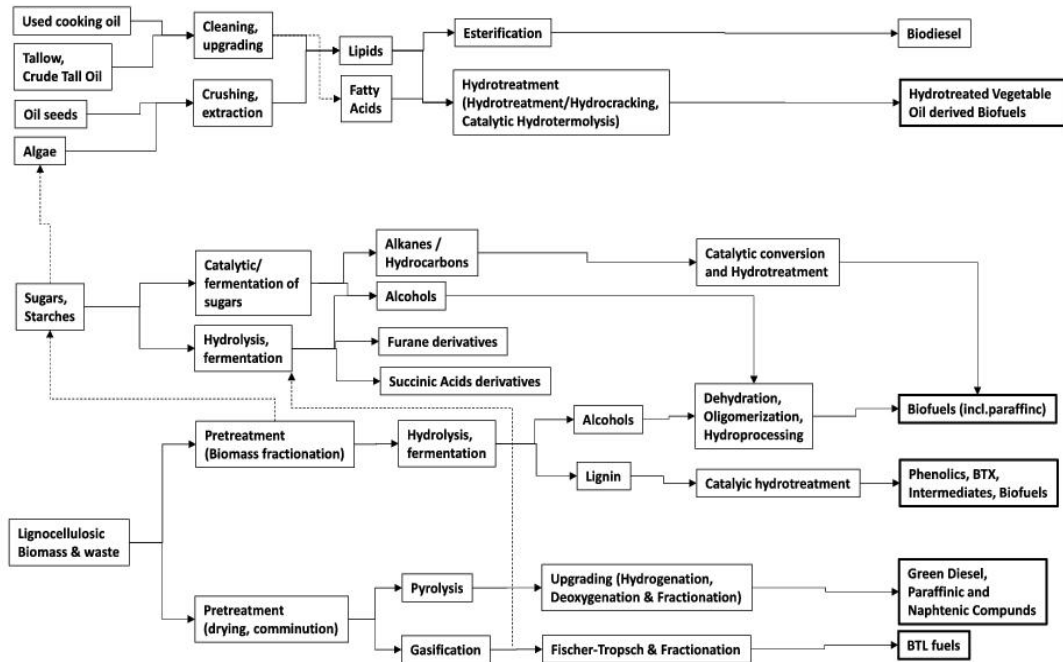 Used cooking oil
Tallow,
Crude Tall Oil
Oil seeds
Algae
Cleaning,
upgrading
Crushing,
extraction
Lipids
Fatty
Acids
Esterification
Hydrotreatment
(Hydrotreatment/Hydrocracking,
Catalytic Hydrotermolysis)
Biodiesel
Hydrotreated Vegetable
Oil derived Biofuels
Sugars,
Starches
Catalytic/
fermentation of
sugars
Hydrolysis,
fermentation
Alkanes /
Hydrocarbons
Alcohols
Furane derivatives
Succinic Acids derivatives
Catalytic conversion
and Hydrotreatment
Dehydration,
Oligomerization,
Hydroprocessing
Biofuels (incl.paraffinc)
Lignocellulosic
Biomass & waste
Pretreatment
(Biomass fractionation)
Hydrolysis,
fermentation
Alcohols
Lignin
Catalyic hydrotreatment
Phenolics, BTX,
Intermediates, Biofuels
Pretreatment
(drying, comminution)
Pyrolysis
Gasification
Upgrading (Hydrogenation,
Deoxygenation & Fractionation)
Fischer-Tropsch & Fractionation
Green Diesel,
Paraffinic and
Naphtenic Compunds
BTL fuels